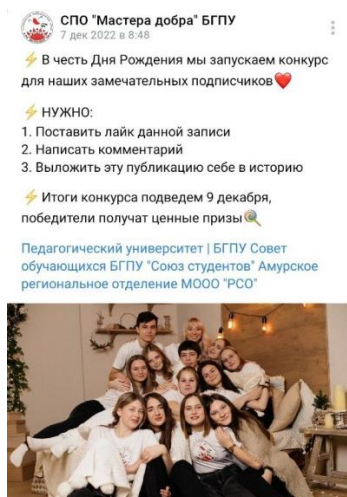 СПО "Мастера добра" БГПУ
7 дек 2022 в 8:48
⚡ В честь Дня Рождения мы запускаем конкурс
для наших замечательных подписчиков❤️
⚡ НУЖНО:
1. Поставить лайк данной записи
2. Написать комментарий
3. Выложить эту публикацию себе в историю
⚡ Итоги конкурса подведем 9 декабря,
победители получат ценные призы🍭
Педагогический университет | БГПУ Совет
обучающихся БГПУ "Союз студентов" Амурское
региональное отделение МООО "РСО"